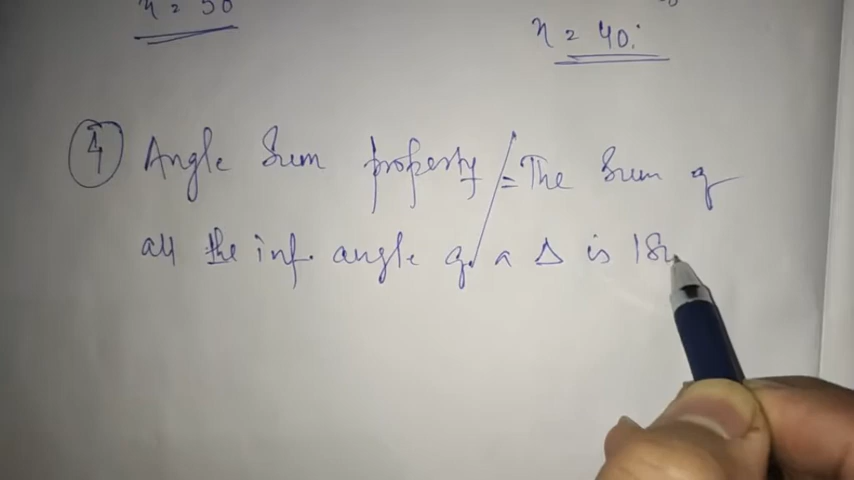 x = 50
x = 40.
4 Angle Sum property = The Sum of
all the int. angle of a Δ is 18